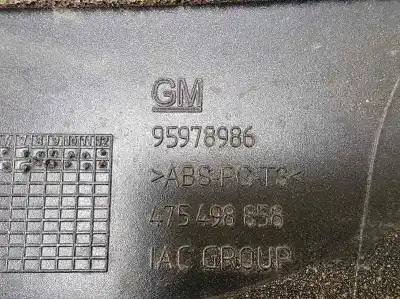 GM
95978986
>ABS-PC-T8<
475 498 858
IAC GROUP